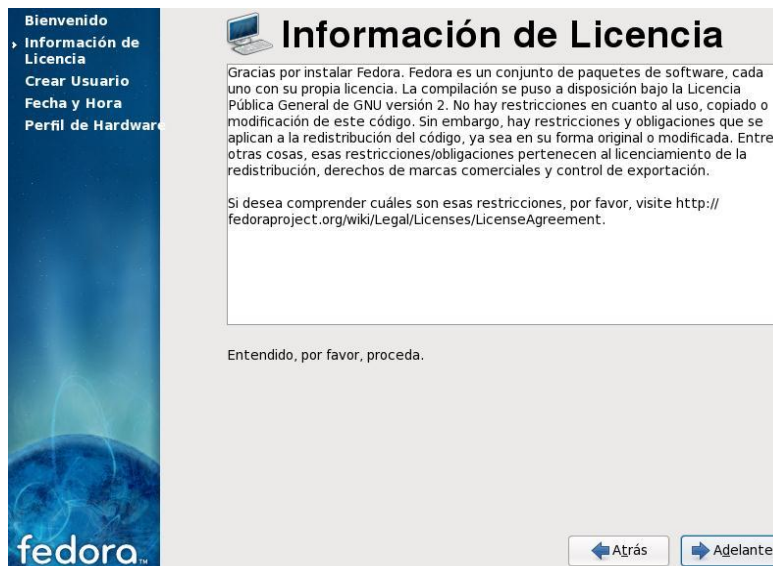 Bienvenido
Información de
Licencia
Crear Usuario
Fecha y Hora
Perfil de Hardware
fedora™
Información de Licencia
Gracias por instalar Fedora. Fedora es un conjunto de paquetes de software, cada
uno con su propia licencia. La compilación se puso a disposición bajo la Licencia
Pública General de GNU versión 2. No hay restricciones en cuanto al uso, copiado o
modificación de este código. Sin embargo, hay restricciones y obligaciones que se
aplican a la redistribución del código, ya sea en su forma original o modificada. Entre
otras cosas, esas restricciones/obligaciones pertenecen al licenciamiento de la
redistribución, derechos de marcas comerciales y control de exportación.
Si desea comprender cuáles son esas restricciones, por favor, visite http://
fedoraproject.org/wiki/Legal/Licenses/LicenseAgreement.
Entendido, por favor, proceda.
Atrás
Adelante